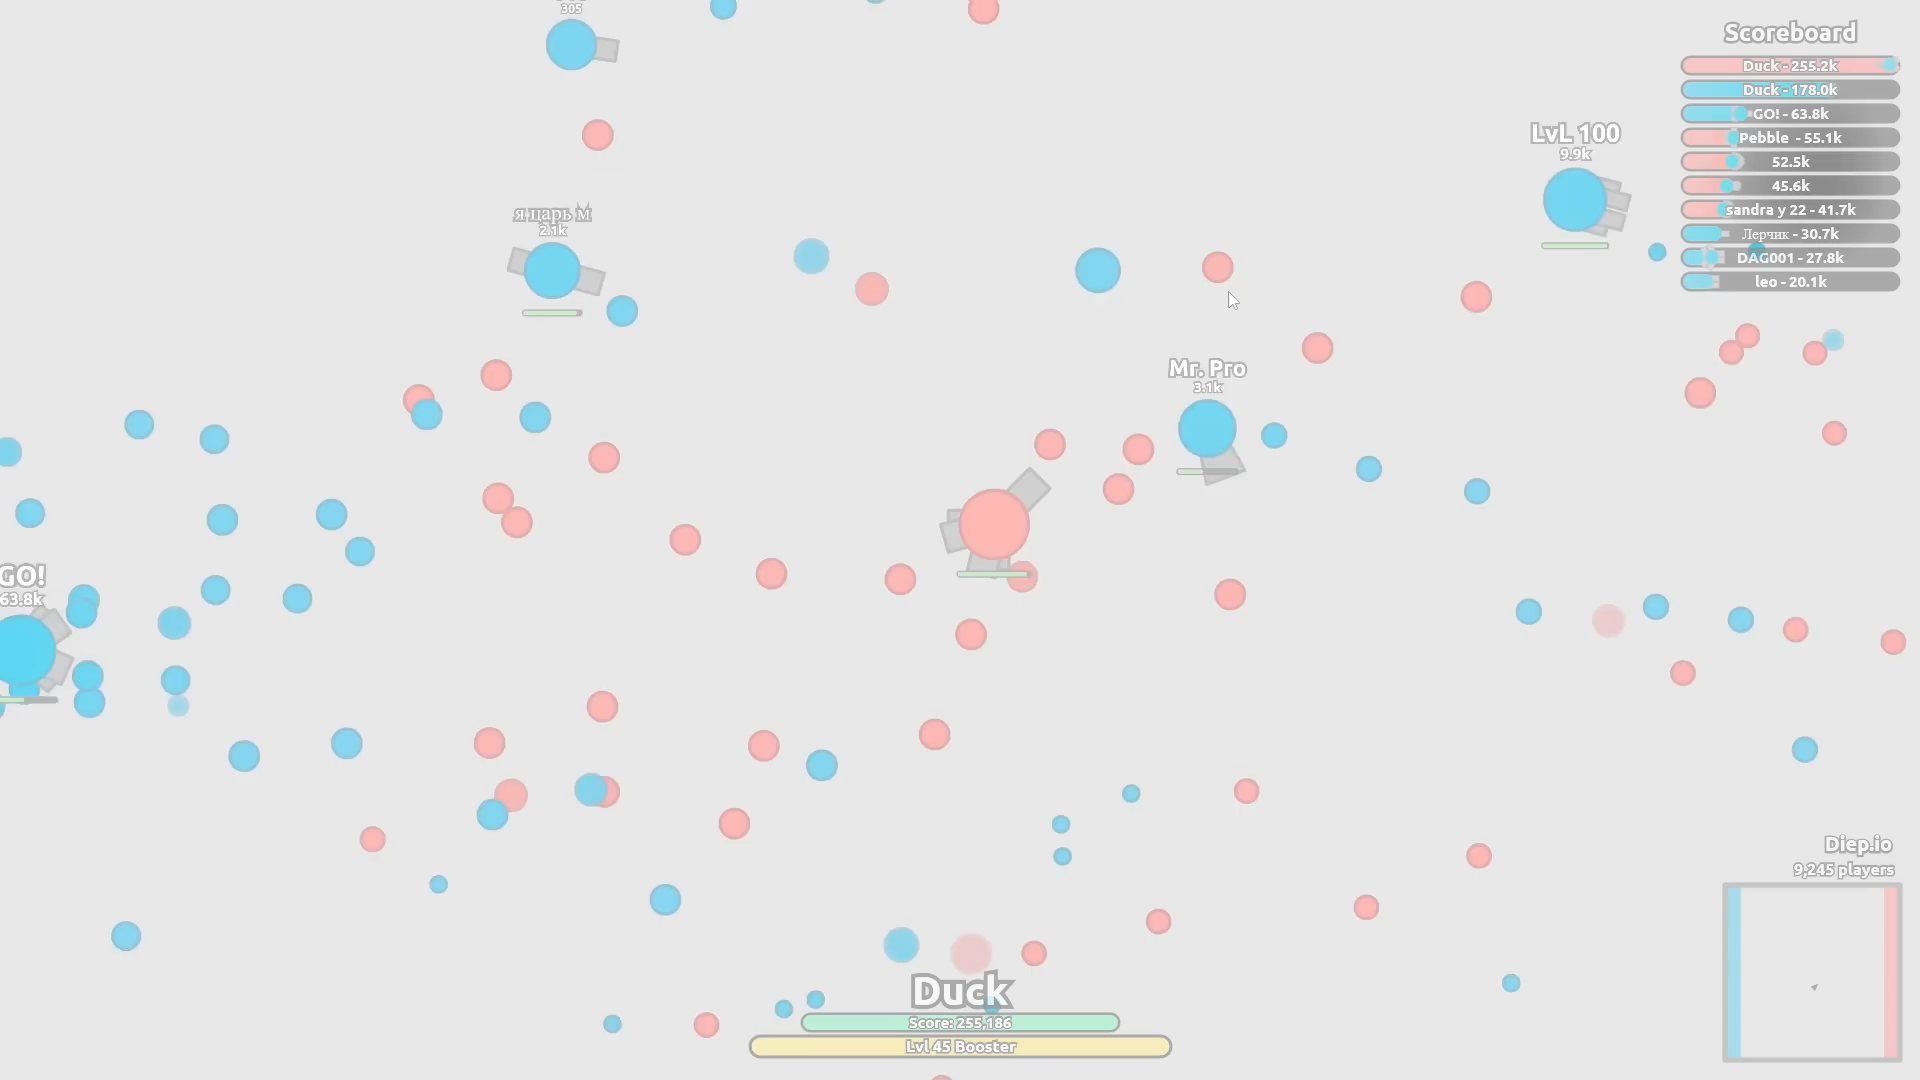 305
Scoreboard
Duck - 255.2k
Duck - 178.0k
GO! - 63.8k
Pebble - 55.1k
52.5k
45.6k
sandra y 22 - 41.7k
Лерчик - 30.7k
DAG001 - 27.8k
leo - 20.1k
LvL 100
9.9k
я царь м
2.1k
Mr. Pro
3.1k
GO!
63.8k
Diep.io
9,245 players
Duck
Score: 255,186
Lvl 45 Booster